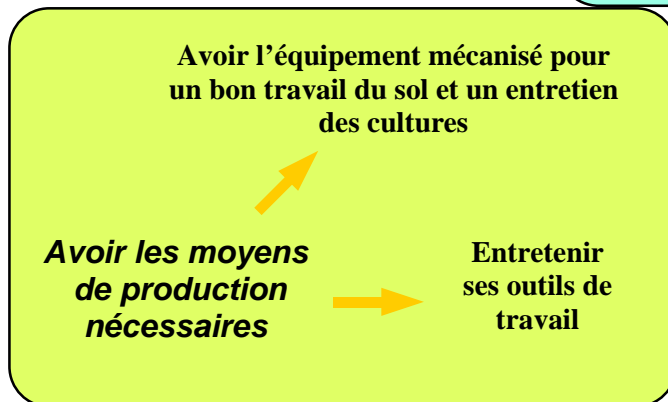 Avoir l’équipement mécanisé pour
un bon travail du sol et un entretien
des cultures
Avoir les moyens
de production
nécessaires
Entretenir
ses outils de
travail